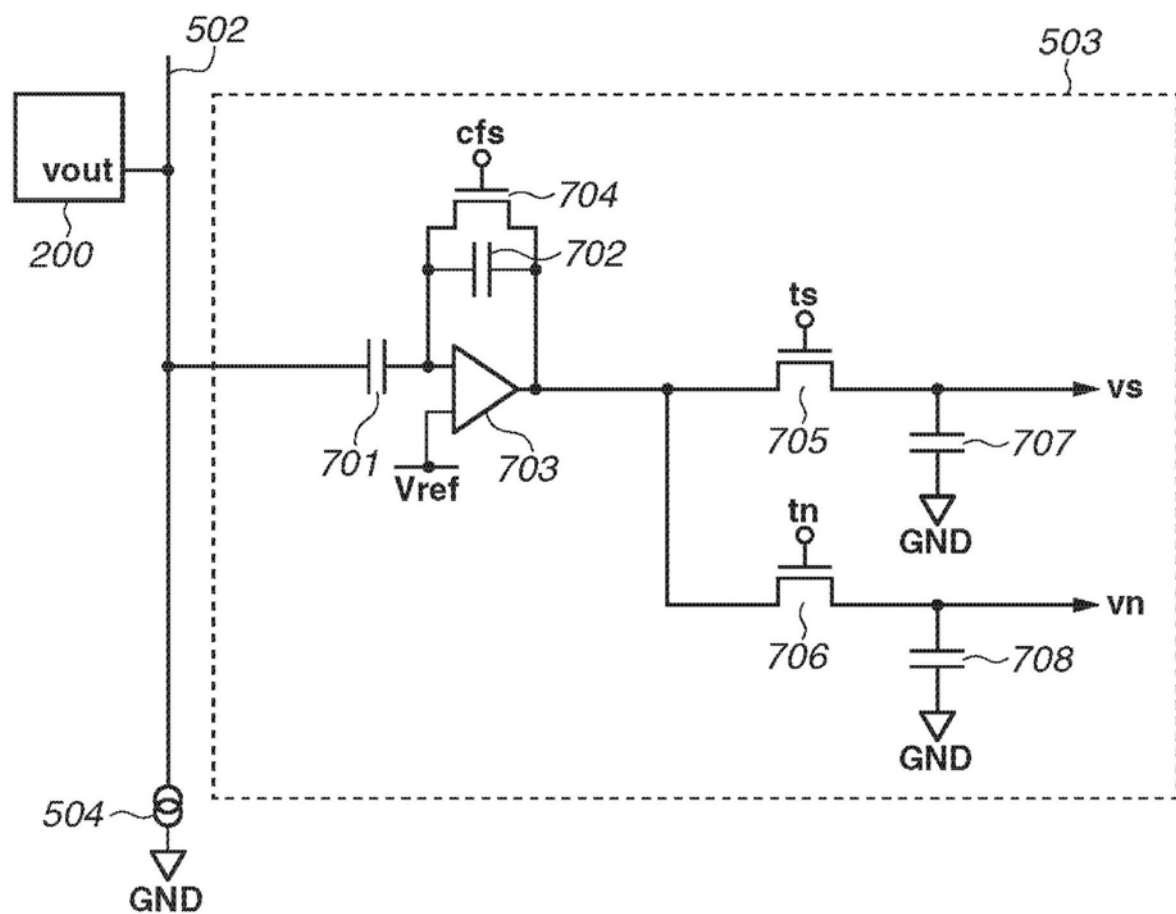 502
503
vout
200
cfs
704
702
701
Vref
703
ts
705
vs
707
GND
tn
706
vn
708
GND
504
GND